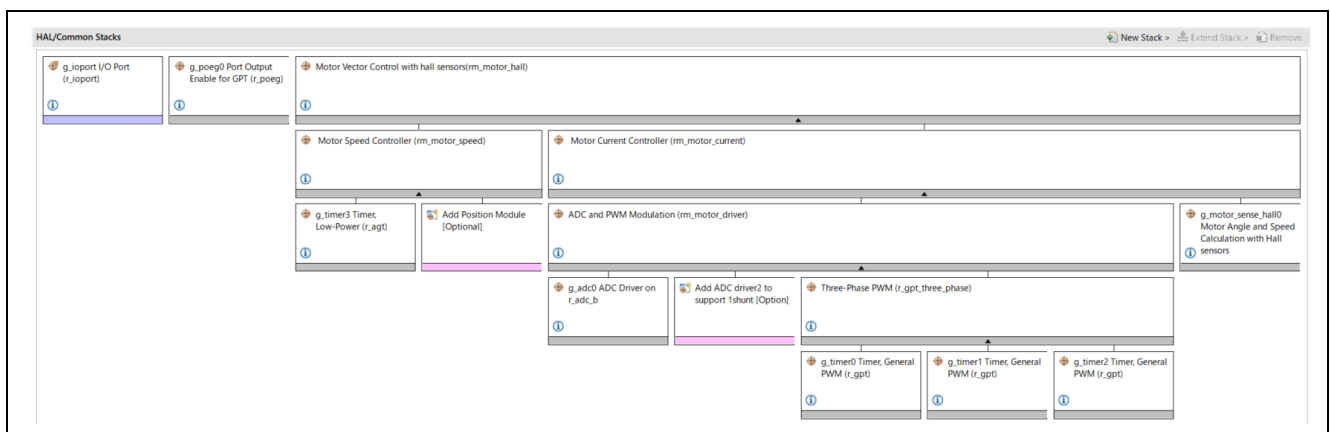 HAL/Common Stacks
New Stack > Extend Stack > Remove
g_ioport I/O Port
(r_ioport)
g_poeg0 Port Output
Enable for GPT (r_poeg)
Motor Vector Control with hall sensors(rm_motor_hall)
Motor Speed Controller (rm_motor_speed)
Motor Current Controller (rm_motor_current)
g_timer3 Timer,
Low-Power (r_agt)
Add Position Module
[Optional]
ADC and PWM Modulation (rm_motor_driver)
g_motor_sense_hall0
Motor Angle and Speed
Calculation with Hall
sensors
g_adc0 ADC Driver on
r_adc_b
Add ADC driver2 to
support 1shunt [Option]
Three-Phase PWM (r_gpt_three_phase)
g_timer0 Timer, General
PWM (r_gpt)
g_timer1 Timer, General
PWM (r_gpt)
g_timer2 Timer, General
PWM (r_gpt)